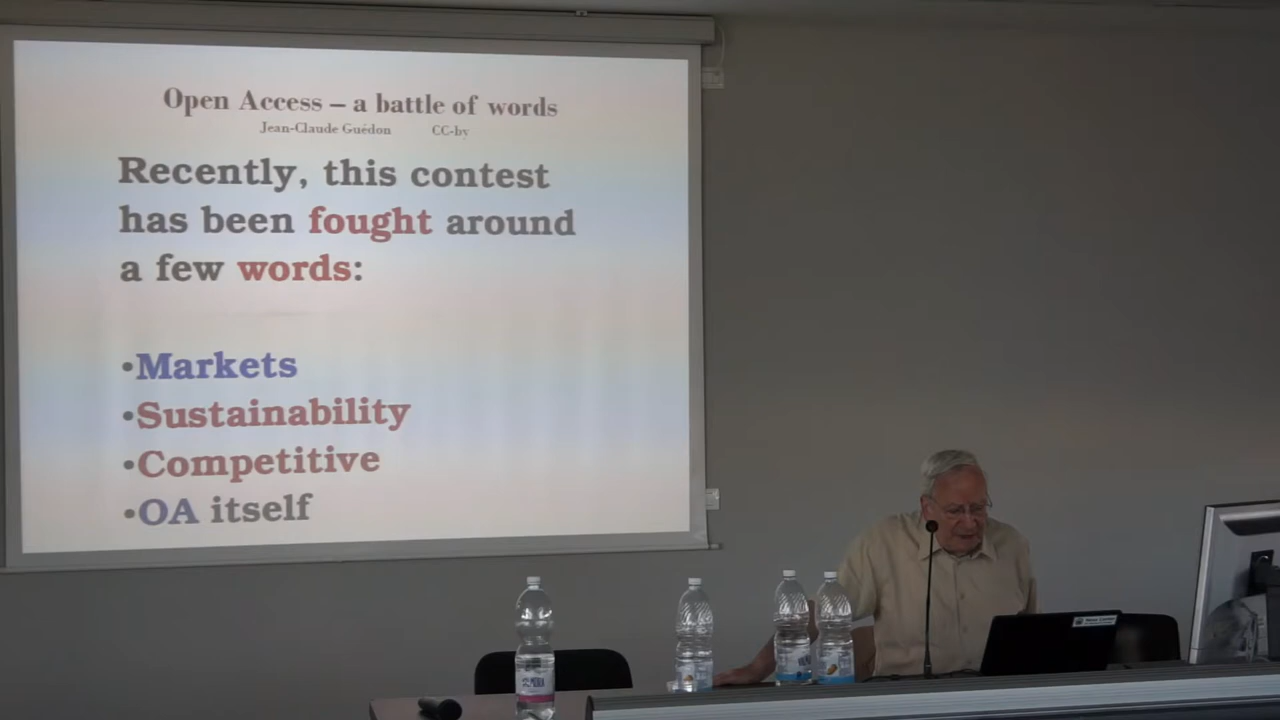 Open Access – a battle of words
Jean-Claude Guédon CC-by
Recently, this contest
has been fought around
a few words:
•Markets
•Sustainability
•Competitive
•OA itself